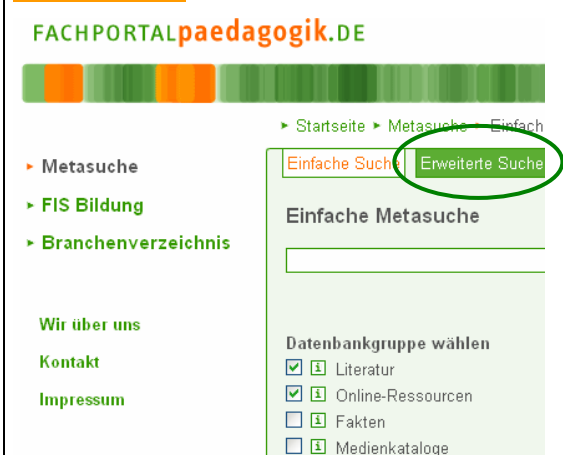 FACHPORTALpaedagogik.DE
Startseite Metasuche Einfach
Einfache Suche Erweiterte Suche
Metasuche
FIS Bildung
Branchenverzeichnis
Wir über uns
Kontakt
Impressum
Einfache Metasuche
Datenbankgruppe wählen
Literatur
Online-Ressourcen
Fakten
Medienkataloge